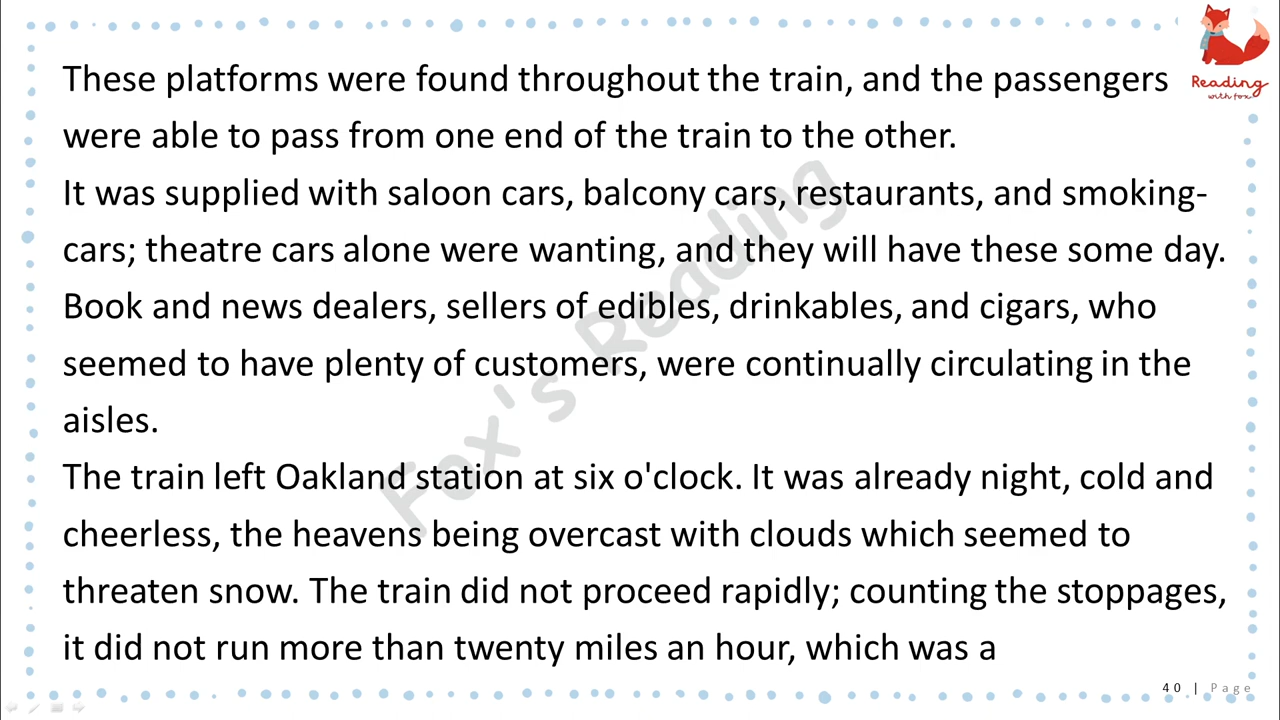 These platforms were found throughout the train, and the passengers
were able to pass from one end of the train to the other.
It was supplied with saloon cars, balcony cars, restaurants, and smoking-
cars; theatre cars alone were wanting, and they will have these some day.
Book and news dealers, sellers of edibles, drinkables, and cigars, who
seemed to have plenty of customers, were continually circulating in the
aisles.
The train left Oakland station at six o'clock. It was already night, cold and
cheerless, the heavens being overcast with clouds which seemed to
threaten snow. The train did not proceed rapidly; counting the stoppages,
it did not run more than twenty miles an hour, which was a
Reading
with fox
Fox's Reading
40 | Page